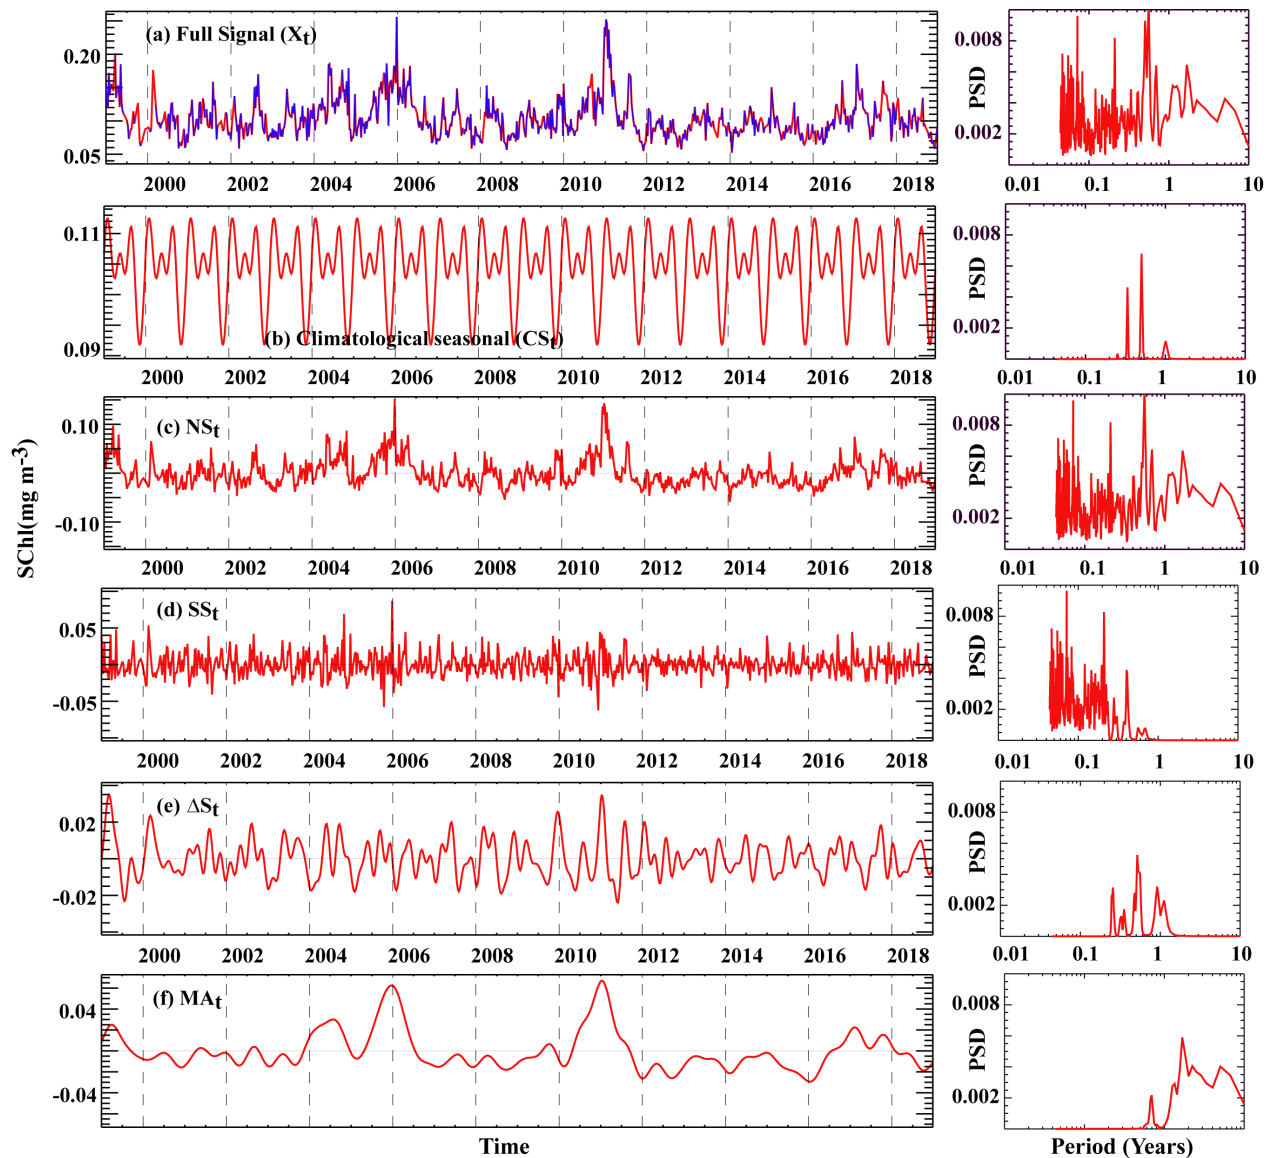 (a) Full Signal (Xt)
0.20
0.05
2000 2002 2004 2006 2008 2010 2012 2014 2016 2018
0.008
0.002
PSD
0.01 0.1 1 10
0.11
0.09
(b) Climatological seasonal (CSt)
2000 2002 2004 2006 2008 2010 2012 2014 2016 2018
0.008
0.002
PSD
0.01 0.1 1 10
(c) NSt
0.10
-0.10
2000 2002 2004 2006 2008 2010 2012 2014 2016 2018
0.008
0.002
PSD
0.01 0.1 1 10
SChl(mg m-3)
(d) SSt
0.05
-0.05
2000 2002 2004 2006 2008 2010 2012 2014 2016 2018
0.008
0.002
PSD
0.01 0.1 1 10
(e) ΔSt
0.02
-0.02
2000 2002 2004 2006 2008 2010 2012 2014 2016 2018
0.008
0.002
PSD
0.01 0.1 1 10
(f) MAt
0.04
-0.04
Time
0.008
0.002
PSD
Period (Years)